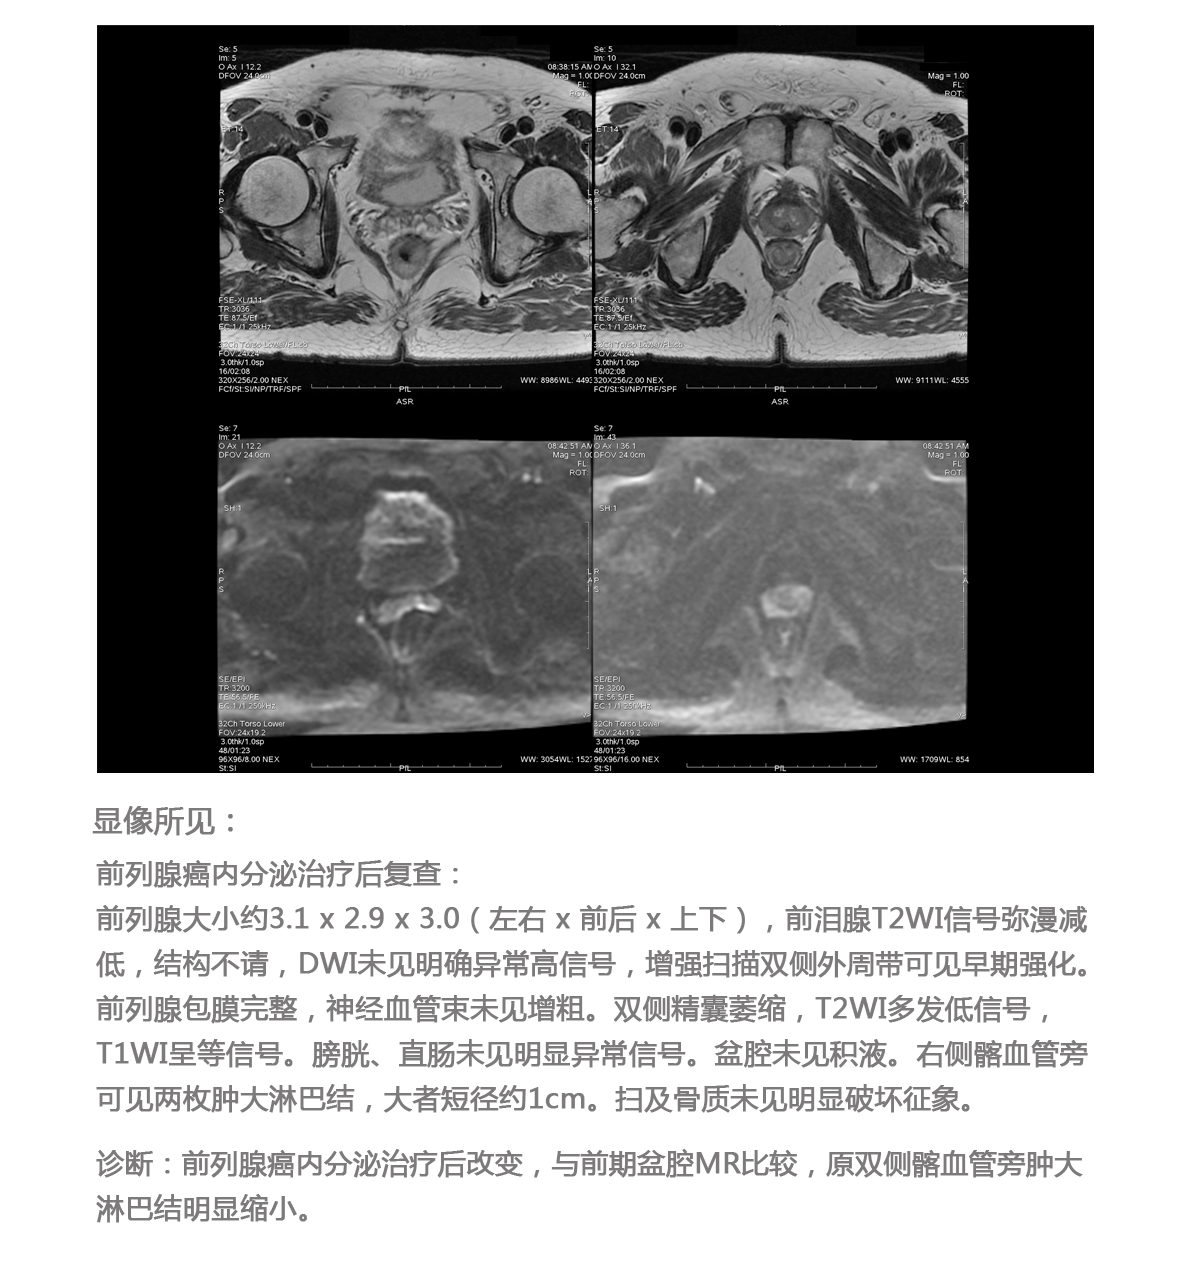 Se: 5
Im: 5
O Ax I 12.2
DFOV 24.0cm
08:38:15 AM
Mag = 1.00
FL:
ROT:
ET:14
R
P
S
FSE-XL/111
TR:3036
TE:87.5/Ef
EC:1/1 25kHz
FOV:24x24
3.0thk/1.0sp
16/02:08
320X256/2.00 NEX
FCf/St:SI/NP/TRF/SPF
PfL
WW: 8986WL: 4493
ASR
Se: 5
Im: 10
O Ax I 32.1
DFOV 24.0cm
Mag = 1.00
FL:
ROT:
ET:14
R
P
S
L
A
I
FSE-XL/111
TR:3036
TE:87.5/Ef
EC:1/1 25kHz
FOV:24x24
3.0thk/1.0sp
16/02:08
320X256/2.00 NEX
FCf/St:SI/NP/TRF/SPF
PfL
WW: 9111WL: 4555
ASR
Se: 7
Im: 21
O Ax I 12.2
DFOV 24.0cm
08:42:51 AM
Mag = 1.00
FL:
ROT
SH:1
R
P
S
SE/EPI
TR:3200
TE:56.5/FE
EC:1/1 250kHz
32Ch Torso Lower
FOV:24x19.2
3.0thk/1.0sp
48/01:23
96X96/8.00 NEX
St:SI
PfL
WW: 3054WL: 1527
Se: 7
Im: 43
O Ax I 36.1
DFOV 24.0cm
08:42:51 AM
Mag = 1.00
FL:
ROT
SH:1
R
P
S
L
A
I
SE/EPI
TR:3200
TE:56.5/FE
EC:1/1 250kHz
32Ch Torso Lower
FOV:24x19.2
3.0thk/1.0sp
48/01:23
96X96/16.00 NEX
St:SI
PfL
WW: 1709WL: 854
显像所见：
前列腺癌内分泌治疗后复查：
前列腺大小约3.1 x 2.9 x 3.0（左右 x 前后 x 上下），前泪腺T2WI信号弥漫减
低，结构不请，DWI未见明确异常高信号，增强扫描双侧外周带可见早期强化。
前列腺包膜完整，神经血管束未见增粗。双侧精囊萎缩，T2WI多发低信号，
T1WI呈等信号。膀胱、直肠未见明显异常信号。盆腔未见积液。右侧髂血管旁
可见两枚肿大淋巴结，大者短径约1cm。扫及骨质未见明显破坏征象。
诊断：前列腺癌内分泌治疗后改变，与前期盆腔MR比较，原双侧髂血管旁肿大
淋巴结明显缩小。